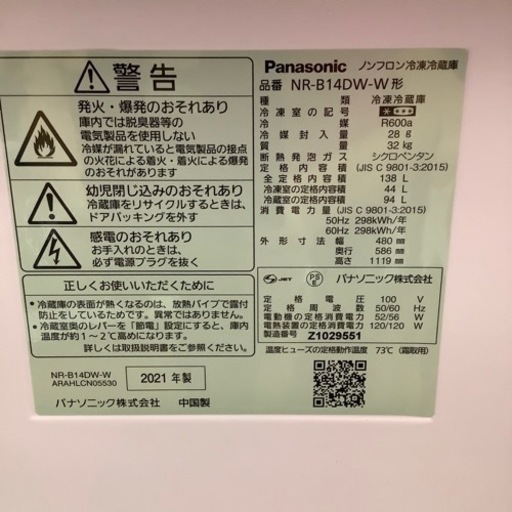 警告
発火・爆発のおそれあり
庫内では脱臭器等の
電気製品を使用しない
冷媒が漏れていると電気接点
の火花による着火・着火により
発火のおそれがあります
幼児閉じ込みのおそれあり
冷蔵庫をリサイクルするときは、
ドアパッキングを外す
感電のおそれあり
お手入れのときは、
必ず電源プラグを抜く
正しくお使いいただくために
・冷蔵庫の表面が熱くなるのは、放熱パイプで露付
防止をしているためです。異常ではありません。
・冷蔵室奥のレバーを「節電」設定にすると、庫内
温度が約1~2℃高くなります。
詳しくは取扱説明書をご覧ください。
NR-B14DW-W
ARAHLCN05530
2021年製
パナソニック株式会社 中国製
Panasonic ノンフロン冷凍冷蔵庫
品番 NR-B14DW-W形
種類 冷凍冷蔵庫
冷凍室の記号
冷媒 R600a
冷媒封入量 28g
質量 32kg
断熱発泡ガス シクロペンタン
定格内容積 (JIS C 9801-3:2015)
全定格内容積 138 L
冷凍室の定格内容積 44 L
冷蔵室の定格内容積 94 L
消費電力量 (JIS C 9801-3:2015)
50Hz 298kWh/年
60Hz 298kWh/年
外形寸法 幅 480 mm
奥行 586 mm
高さ 1119 mm
JET PS E パナソニック株式会社
定格電圧 100 V
定格周波数 50/60 Hz
電動機の定格消費電力 52/56 W
電熱装置の定格消費電力 120/120 W
製造番号 Z1029551
温度ヒューズの定格動作温度 73℃(霜取用)